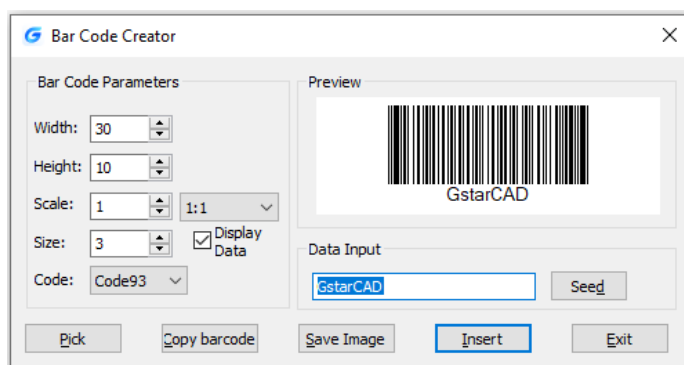 Bar Code Creator
Bar Code Parameters
Width: 30
Height: 10
Scale: 1 1:1
Size: 3 Display Data
Code: Code93
Preview
GstarCAD
Data Input
GstarCAD Seed
Pick Copy barcode Save Image Insert Exit